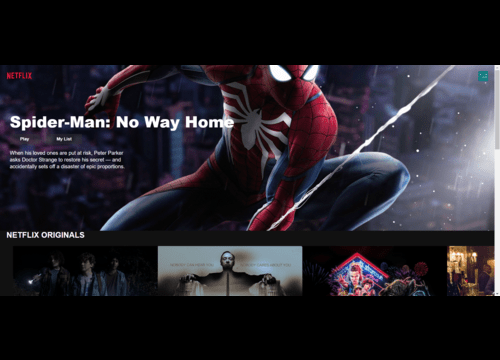 NETFLIX
Spider-Man: No Way Home
Play
My List
When his loved ones are put at risk, Peter Parker
asks Doctor Strange to restore his secret — and
accidentally sets off a disaster of epic proportions.
NETFLIX ORIGINALS